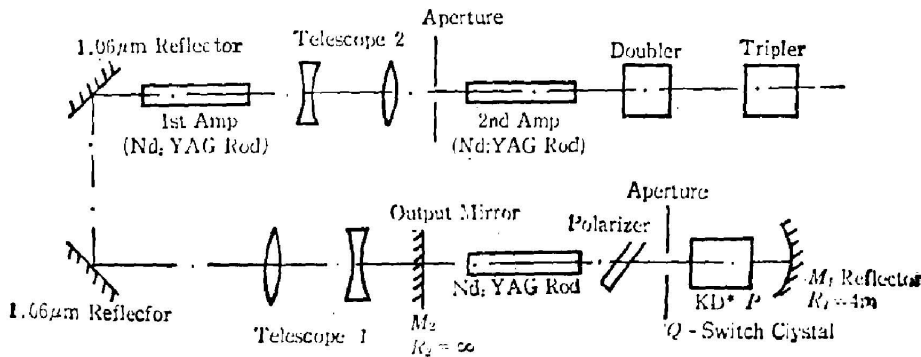 1.06μm Reflector
Telescope 2
Aperture
Doubler
Tripler
1st Amp
(Nd: YAG Rod)
2nd Amp
(Nd:YAG Rod)
Output Mirror
Polarizer
Aperture
1.06μm Reflecfor
Telescope 1
M₂
R₂ = ∞
Nd: YAG Rod
KD* P
Q - Switch Ciystal
M₁ Reflector
R₁ = 4m